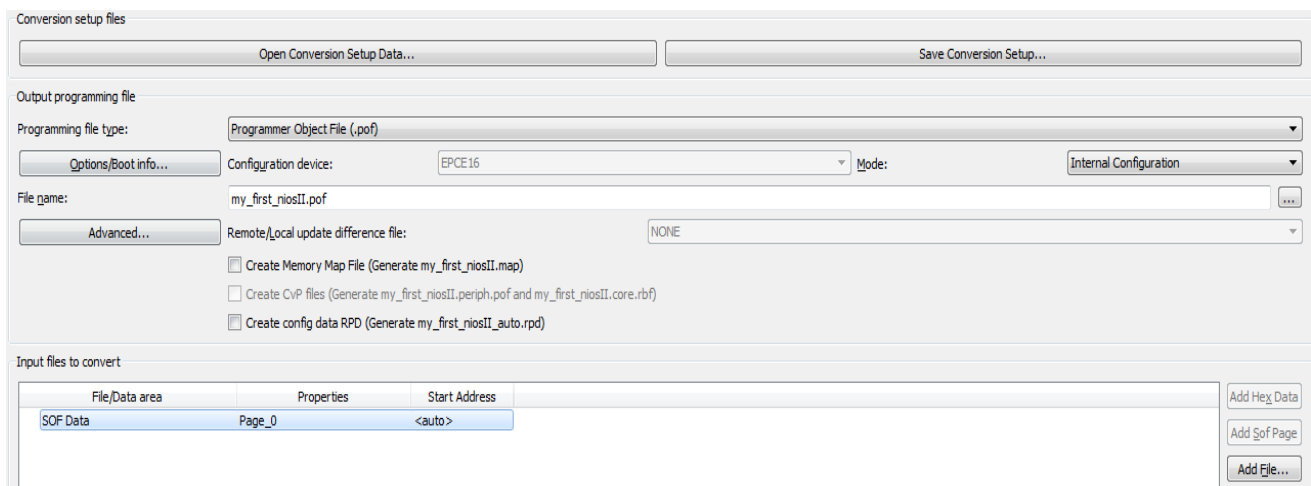 Conversion setup files
Open Conversion Setup Data...
Save Conversion Setup...
Output programming file
Programming file type:
Programmer Object File (.pof)
Options/Boot info...
Configuration device:
EPCE16
Mode:
Internal Configuration
File name:
my_first_niosII.pof
...
Advanced...
Remote/Local update difference file:
NONE
Create Memory Map File (Generate my_first_niosII.map)
Create CvP files (Generate my_first_niosII.periph.pof and my_first_niosII.core.rbf)
Create config data RPD (Generate my_first_niosII_auto.rpd)
Input files to convert
File/Data area Properties Start Address
SOF Data Page_0 <auto>
Add Hex Data
Add Sof Page
Add File...